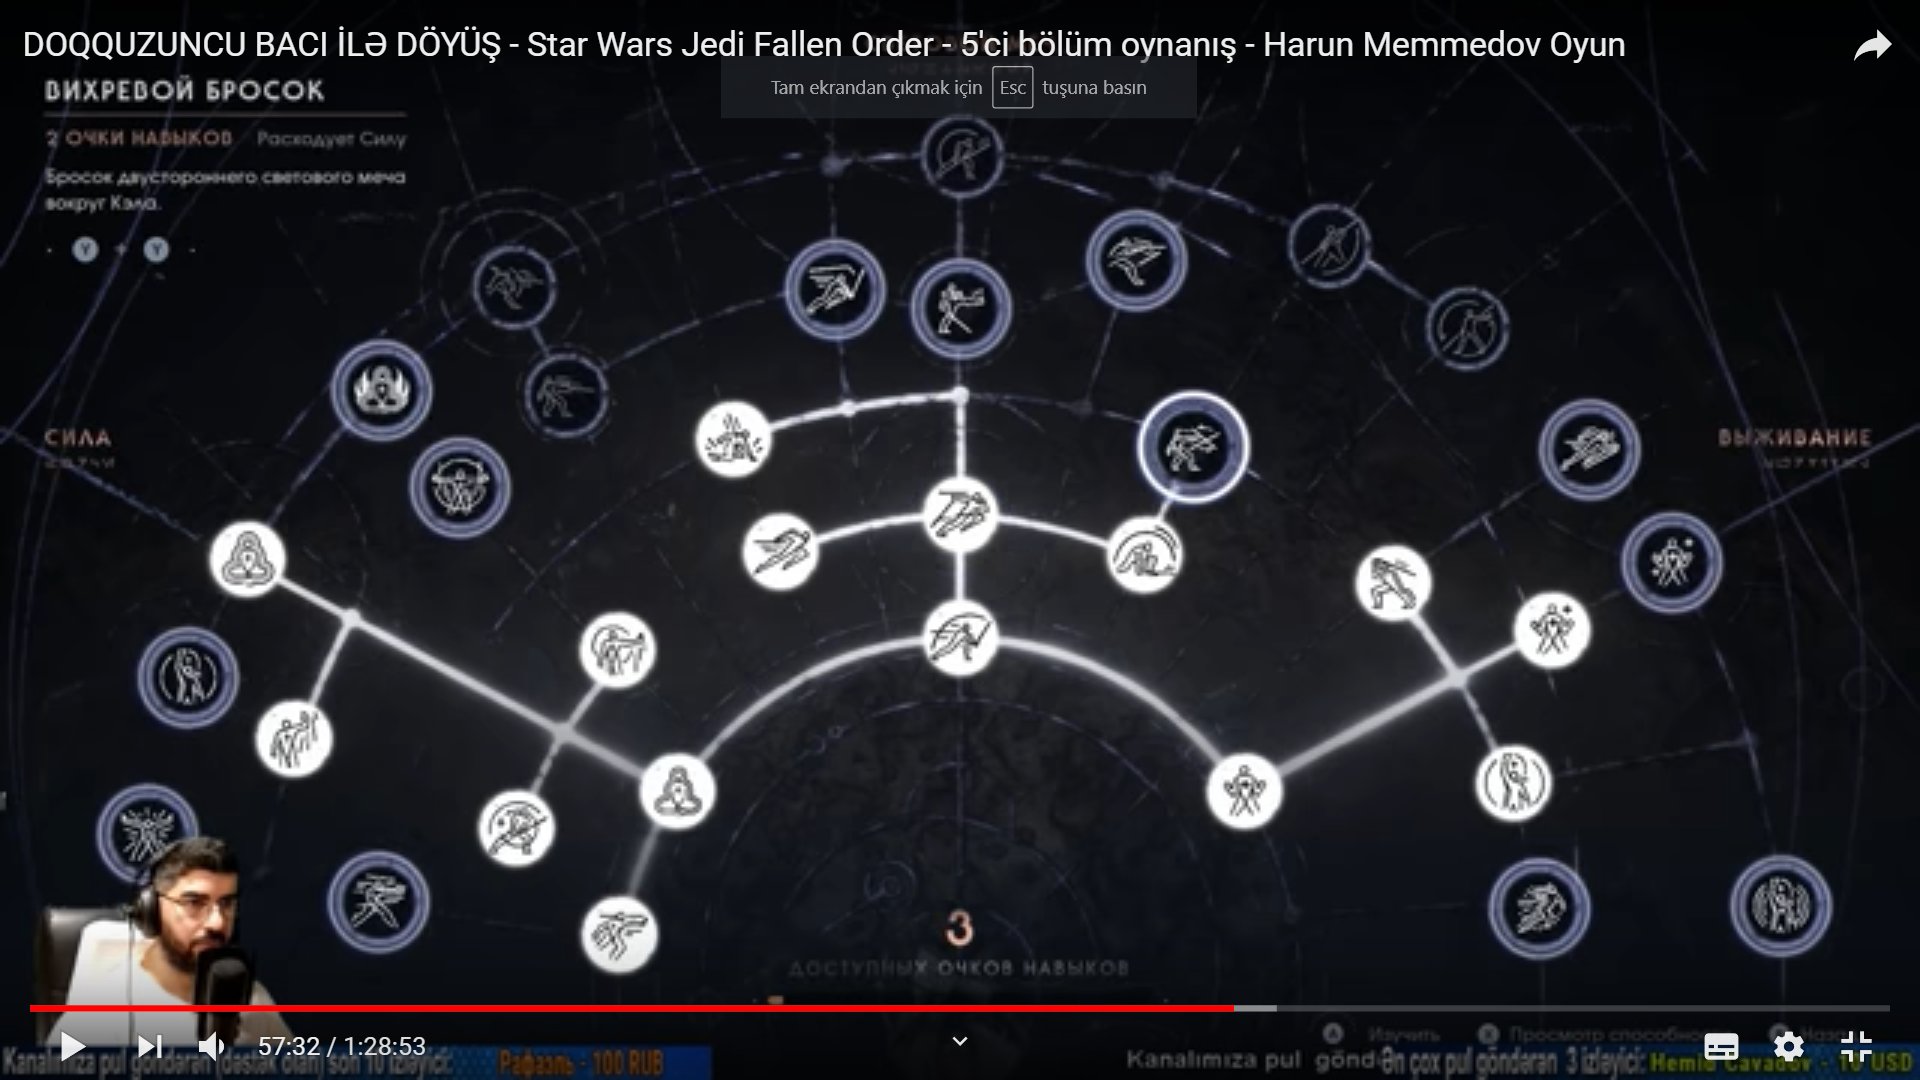 DOQQUZUNCU BACI İLƏ DÖYÜŞ - Star Wars Jedi Fallen Order - 5'ci bölüm oynanış - Harun Memmedov Oyun
Tam ekrandan çıkmak için Esc tuşuna basın
ВИХРЕВОЙ БРОСОК
2 ОЧКИ НАВЫКОВ Расходует Силу
Бросок двустороннего светового меча
вокруг Кэла.
Y + Y
СИЛА
ВЫЖИВАНИЕ
3
ДОСТУПНЫХ ОЧКОВ НАВЫКОВ
A Изучить Просмотр способно Наза
57:32 / 1:28:53
Kanalımıza pul göndərən (dəstək olan) son 10 izləyici: Рафаэль - 100 RUB
Kanalımıza pul gönd Ən çox pul göndərən 3 izləyici: Hemid Cavadov - 10 USD